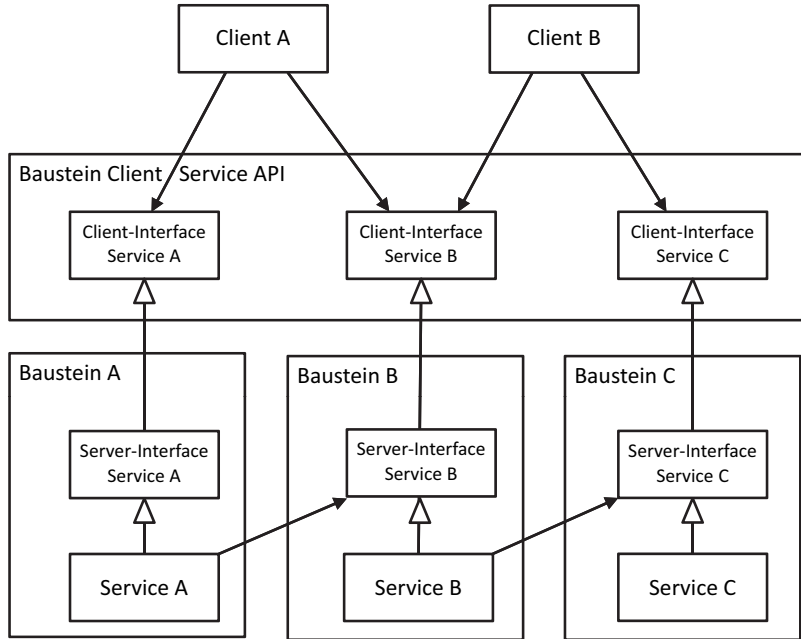 Client A
Client B
Baustein Client Service API
Client-Interface
Service A
Client-Interface
Service B
Client-Interface
Service C
Baustein A
Baustein B
Baustein C
Server-Interface
Service A
Server-Interface
Service B
Server-Interface
Service C
Service A
Service B
Service C